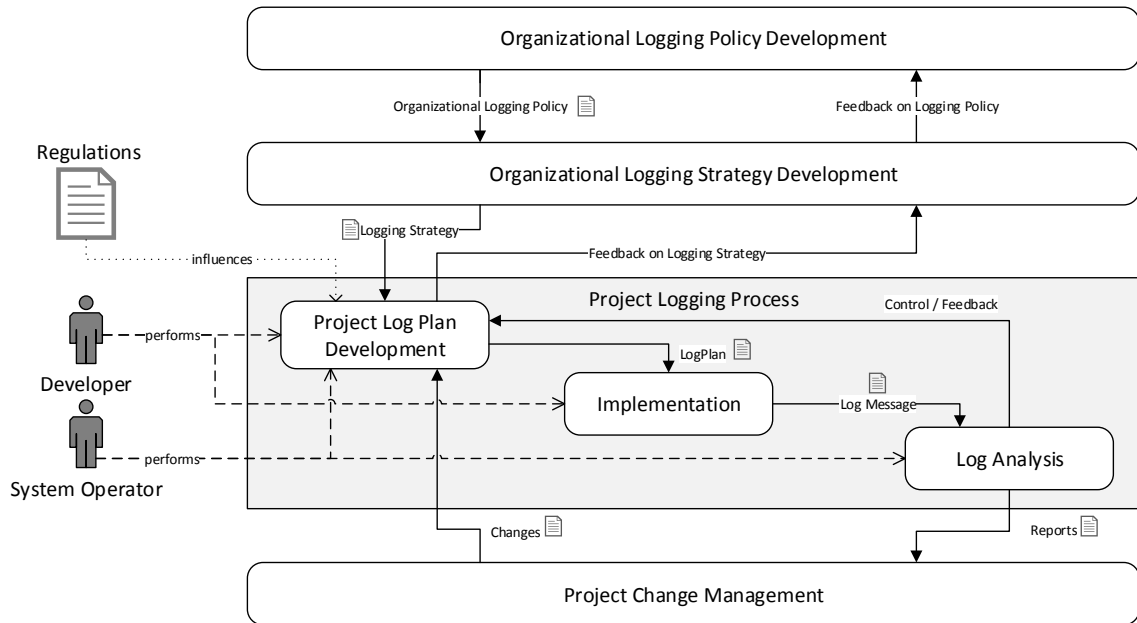 Organizational Logging Policy Development
Organizational Logging Policy
Feedback on Logging Policy
Regulations
Organizational Logging Strategy Development
Logging Strategy
Feedback on Logging Strategy
influences
Project Logging Process
Control / Feedback
Project Log Plan
Development
performs
Developer
LogPlan
Implementation
Log Message
performs
System Operator
Log Analysis
Changes
Reports
Project Change Management